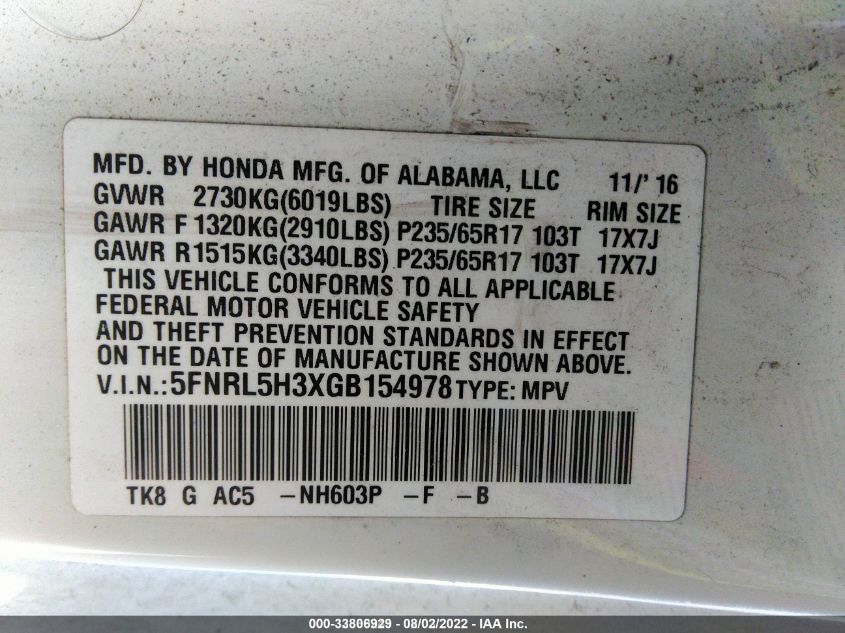 MFD. BY HONDA MFG. OF ALABAMA, LLC 11/' 16
GVWR 2730KG(6019LBS) TIRE SIZE RIM SIZE
GAWR F 1320KG(2910LBS) P235/65R17 103T 17X7J
GAWR R1515KG(3340LBS) P235/65R17 103T 17X7J
THIS VEHICLE CONFORMS TO ALL APPLICABLE
FEDERAL MOTOR VEHICLE SAFETY
AND THEFT PREVENTION STANDARDS IN EFFECT
ON THE DATE OF MANUFACTURE SHOWN ABOVE.
V.I.N.:5FNRL5H3XGB154978 TYPE: MPV
TK8 G AC5 -NH603P -F -B
000-33806929 - 08/02/2022 - IAA Inc.